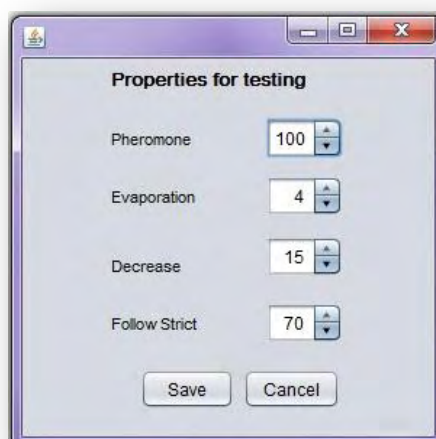 Properties for testing
Pheromone 100
Evaporation 4
Decrease 15
Follow Strict 70
Save Cancel